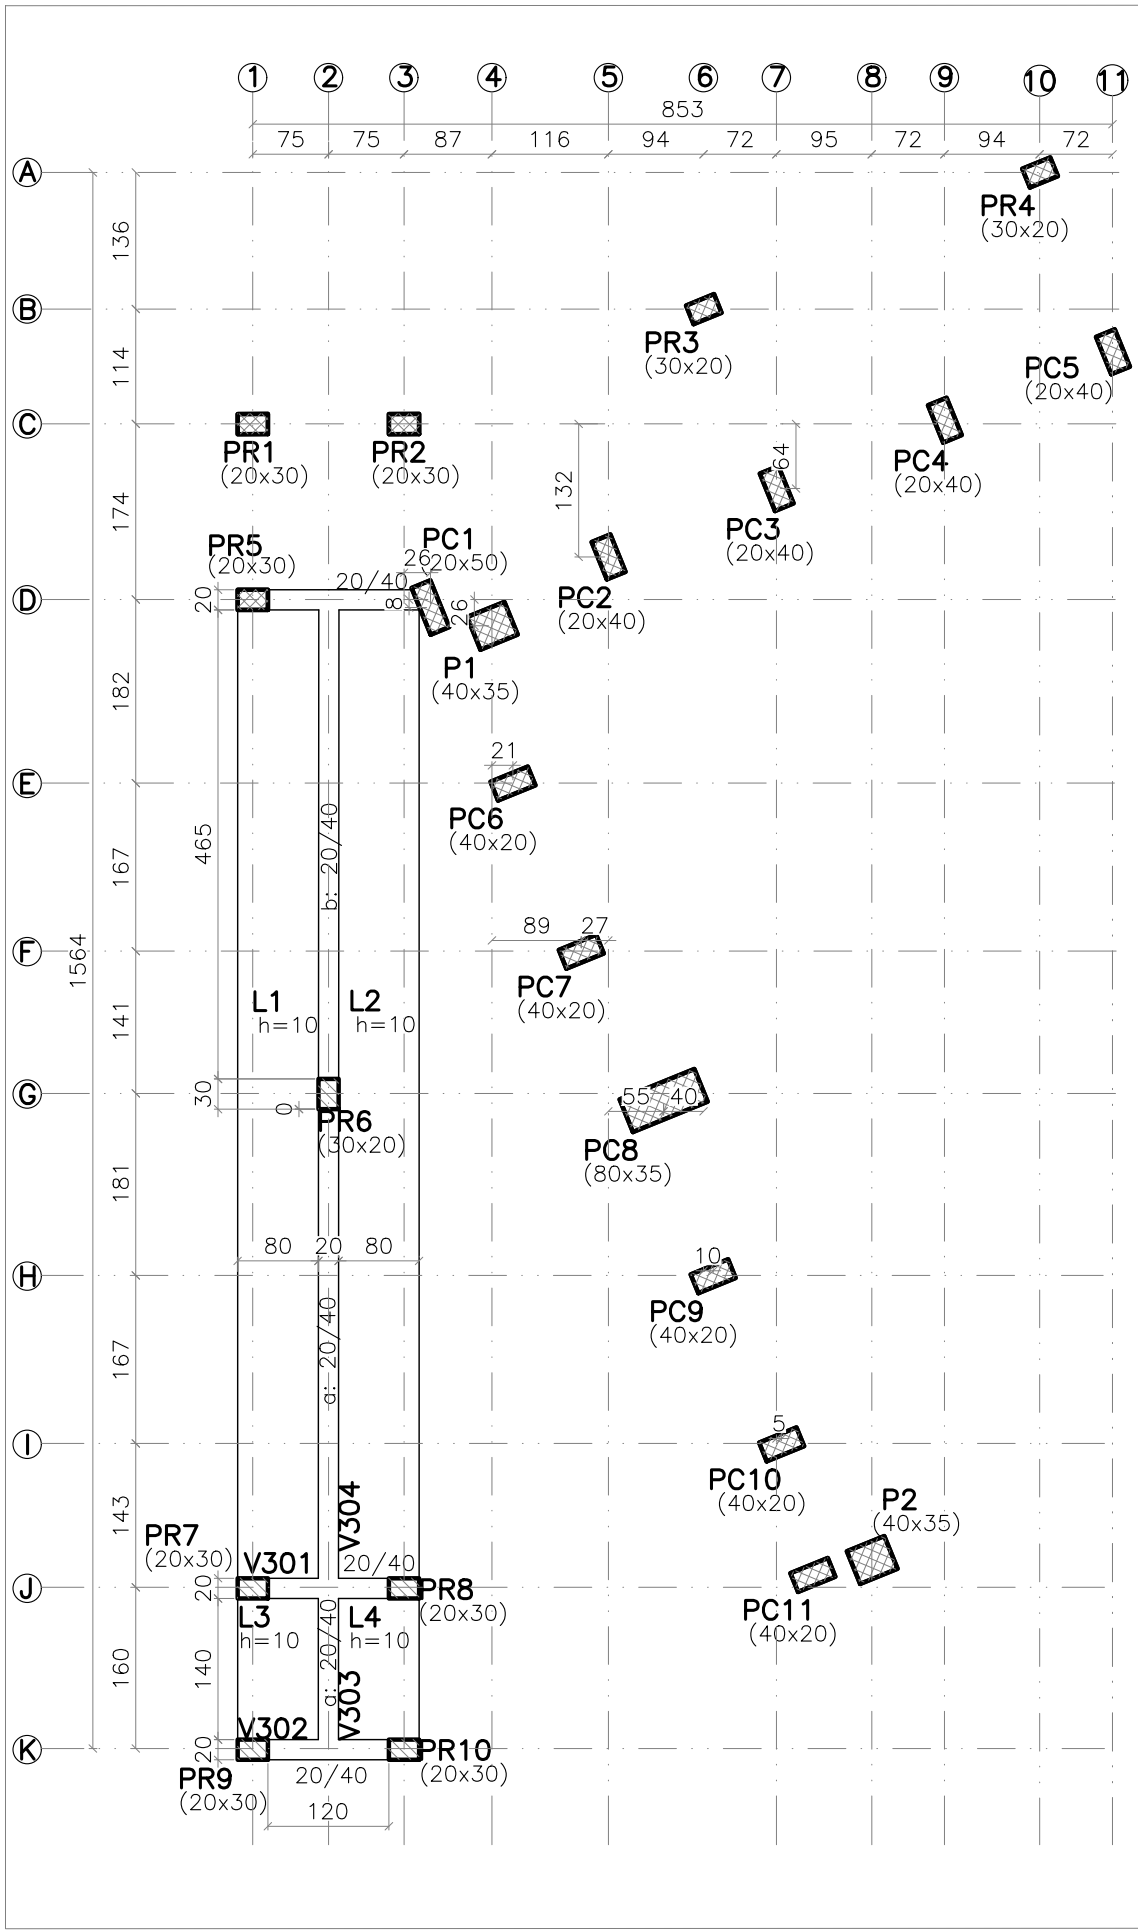 1 2 3 4 5 6 7 8 9 10 11
853
75 75 87 116 94 72 95 72 94 72
A
136
PR4
(30x20)
B
PR3
(30x20)
114
PC5
(20x40)
C
PR1
(20x30)
PR2
(20x30)
64
PC4
(20x40)
132
174
PC3
(20x40)
PR5
(20x30)
PC1
(20x50)
26
20/40
D
20
8
26
PC2
(20x40)
P1
(40x35)
182
21
E
PC6
(40x20)
465
b: 20/40
167
89 27
F
PC7
(40x20)
1564
L1
h=10
L2
h=10
141
G
30
0
55 40
PR6
(30x20)
PC8
(80x35)
181
80 20 80
10
H
PC9
(40x20)
a: 20/40
167
5
I
PC10
(40x20)
P2
(40x35)
143
V304
PR7
(20x30)
V301
20/40
J
20
PR8
(20x30)
PC11
(40x20)
L3
h=10
L4
h=10
a: 20/40
160
140
V303
V302
K
20
PR10
(20x30)
PR9
(20x30)
20/40
120